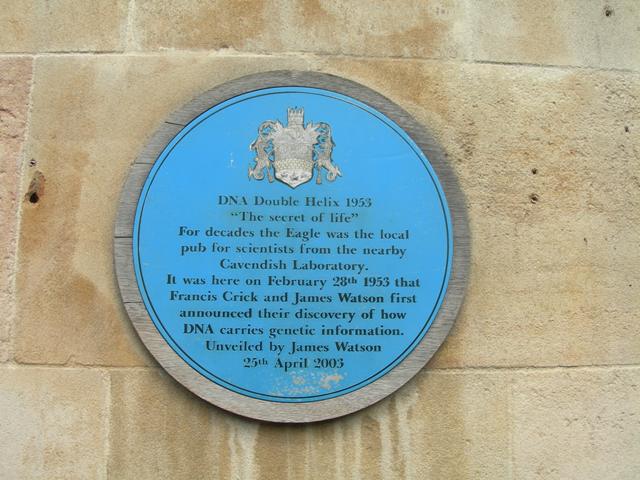 DNA Double Helix 1953
"The secret of life"
For decades the Eagle was the local
pub for scientists from the nearby
Cavendish Laboratory.
It was here on February 28th 1953 that
Francis Crick and James Watson first
announced their discovery of how
DNA carries genetic information.
Unveiled by James Watson
25th April 2003